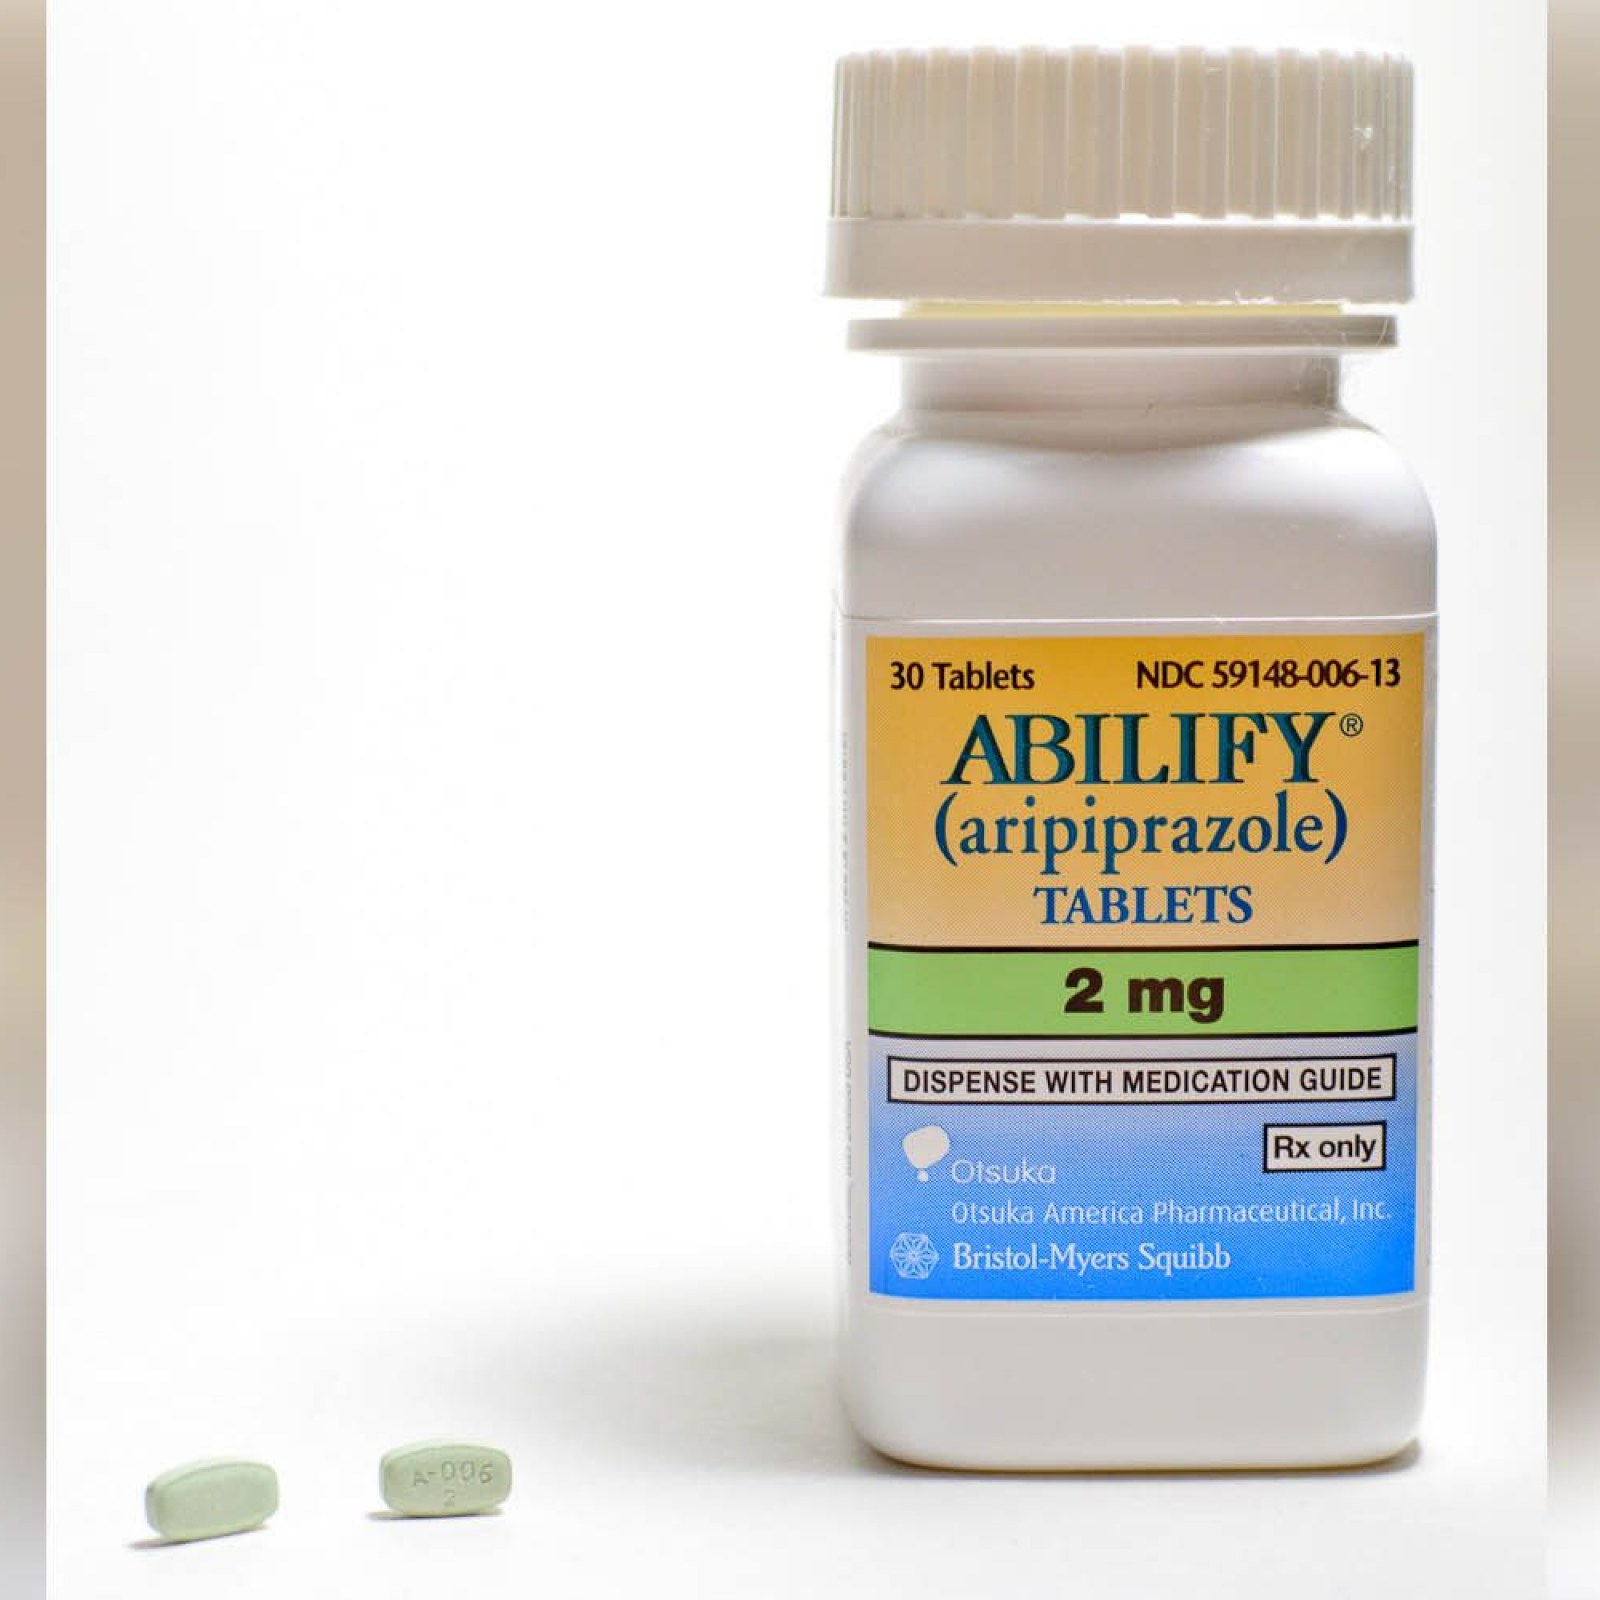 30 Tablets NDC 59148-006-13
ABILIFY®
(aripiprazole)
TABLETS
2 mg
DISPENSE WITH MEDICATION GUIDE
Rx only
Otsuka
Otsuka America Pharmaceutical, Inc.
Bristol-Myers Squibb
A-006
2